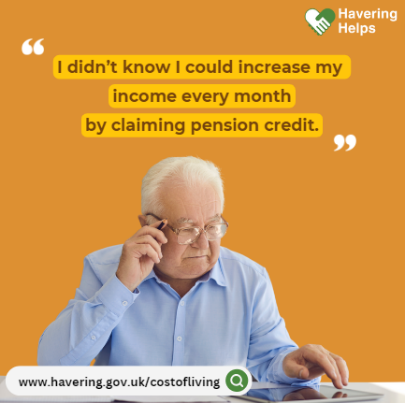 Havering
Helps
“
I didn’t know I could increase my
income every month
by claiming pension credit.
”
www.havering.gov.uk/costofliving